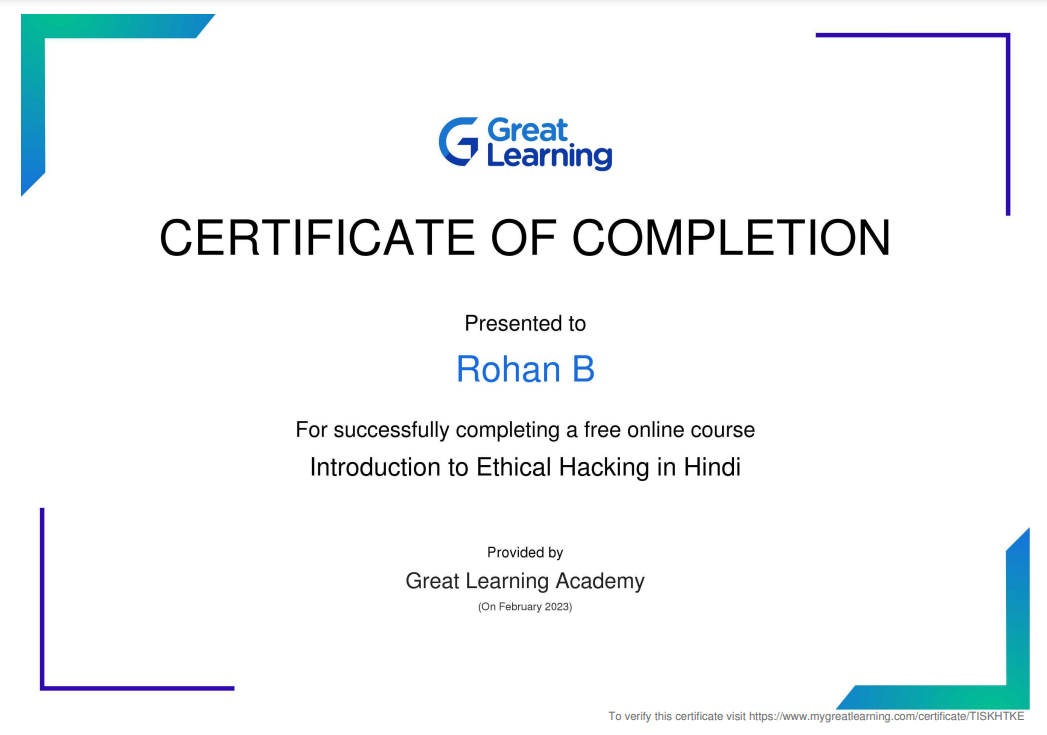 Great
Learning
CERTIFICATE OF COMPLETION
Presented to
Rohan B
For successfully completing a free online course
Introduction to Ethical Hacking in Hindi
Provided by
Great Learning Academy
(On February 2023)
To verify this certificate visit https://www.mygreatlearning.com/certificate/TISKHTKE